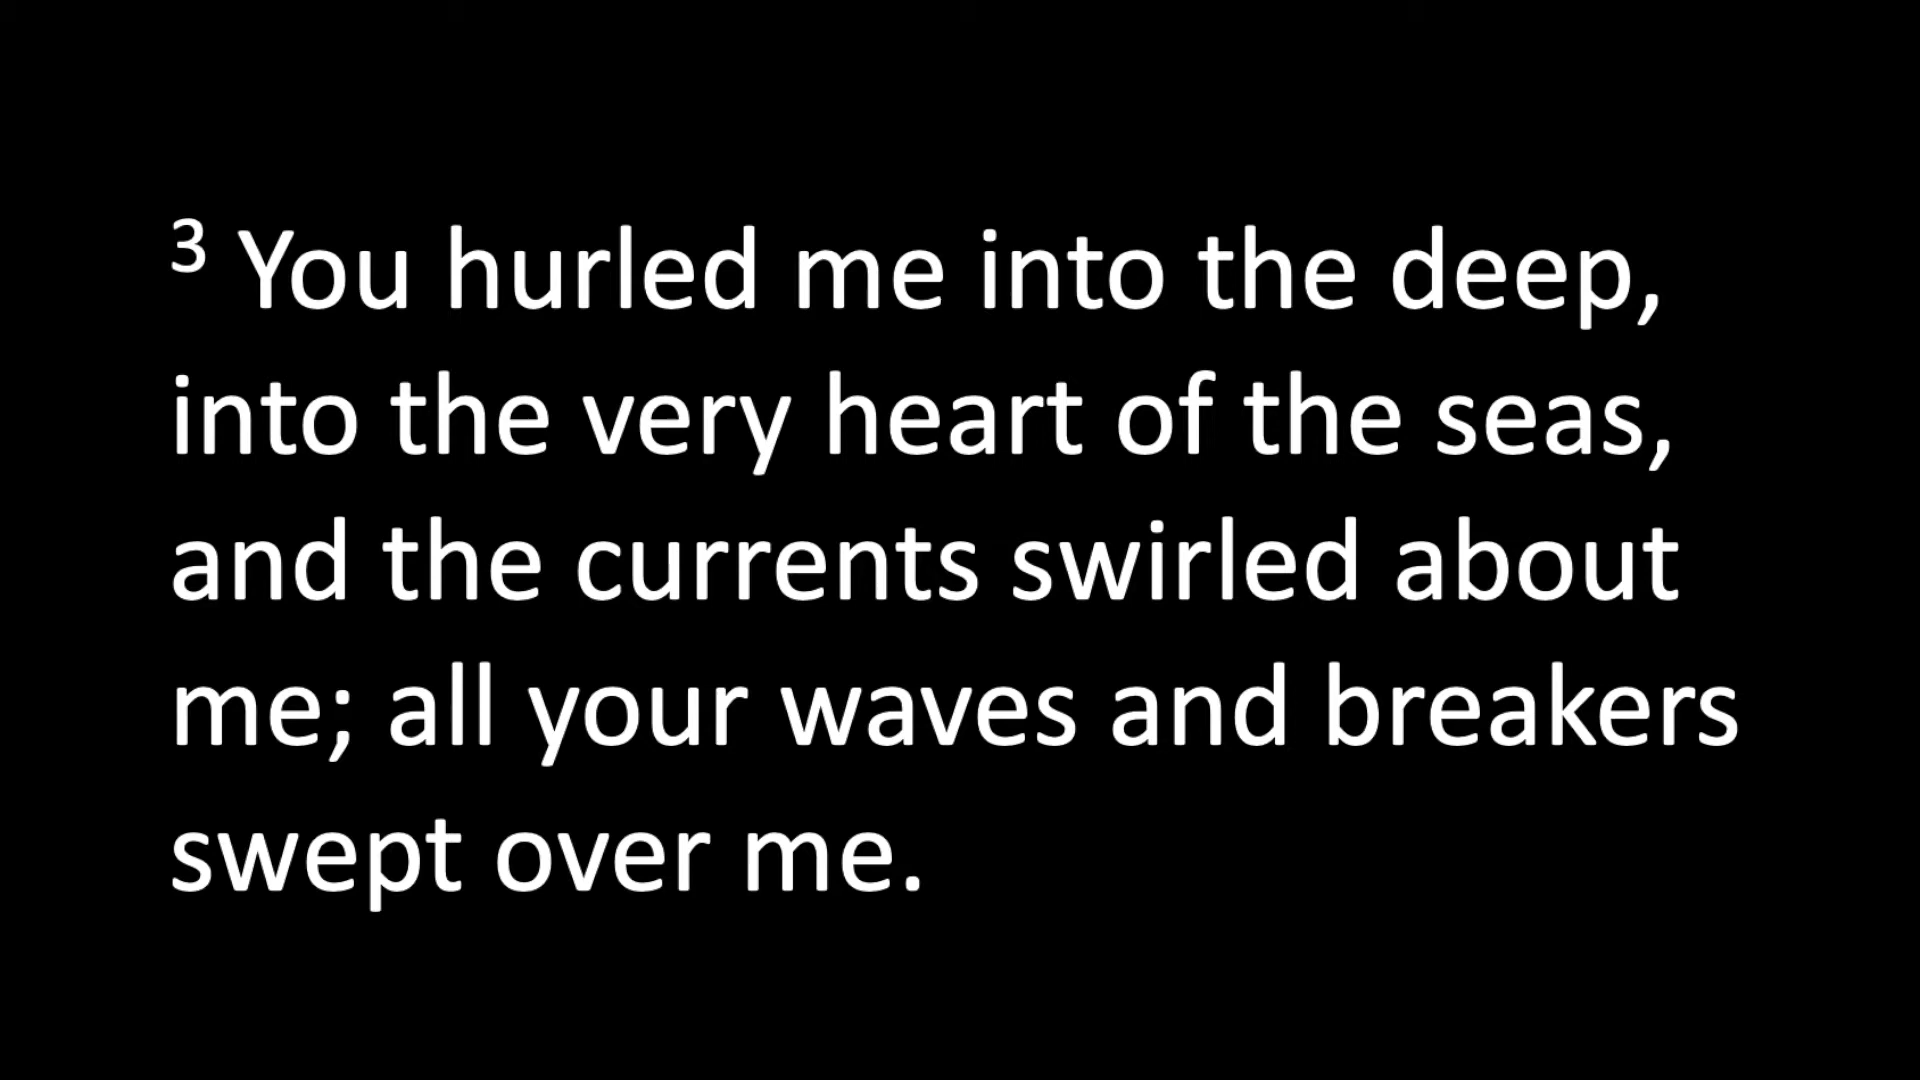 ³ You hurled me into the deep,
into the very heart of the seas,
and the currents swirled about
me; all your waves and breakers
swept over me.